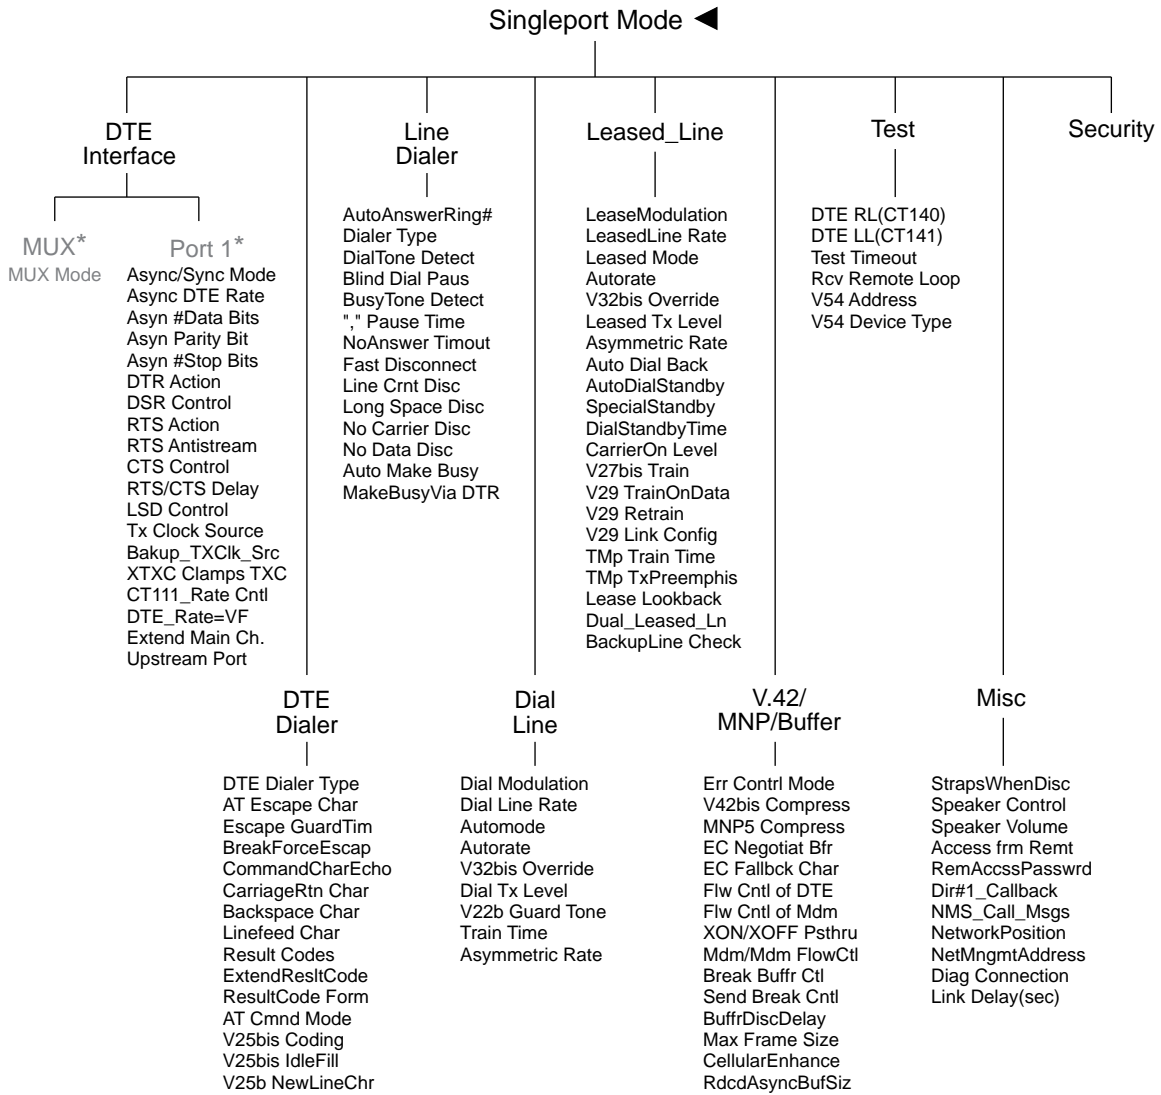 Singleport Mode ◀
DTE
Interface
MUX*
MUX Mode
Port 1*
Async/Sync Mode
Async DTE Rate
Asyn #Data Bits
Asyn Parity Bit
Asyn #Stop Bits
DTR Action
DSR Control
RTS Action
RTS Antistream
CTS Control
RTS/CTS Delay
LSD Control
Tx Clock Source
Bakup_TXClk_Src
XTXC Clamps TXC
CT111_Rate Cntl
DTE_Rate=VF
Extend Main Ch.
Upstream Port
Line
Dialer
AutoAnswerRing#
Dialer Type
DialTone Detect
Blind Dial Paus
BusyTone Detect
"," Pause Time
NoAnswer Timout
Fast Disconnect
Line Crnt Disc
Long Space Disc
No Carrier Disc
No Data Disc
Auto Make Busy
MakeBusyVia DTR
Leased_Line
LeaseModulation
LeasedLine Rate
Leased Mode
Autorate
V32bis Override
Leased Tx Level
Asymmetric Rate
Auto Dial Back
AutoDialStandby
SpecialStandby
DialStandbyTime
CarrierOn Level
V27bis Train
V29 TrainOnData
V29 Retrain
V29 Link Config
TMp Train Time
TMp TxPreemphis
Lease Lookback
Dual_Leased_Ln
BackupLine Check
Test
DTE RL(CT140)
DTE LL(CT141)
Test Timeout
Rcv Remote Loop
V54 Address
V54 Device Type
Security
DTE
Dialer
DTE Dialer Type
AT Escape Char
Escape GuardTim
BreakForceEscap
CommandCharEcho
CarriageRtn Char
Backspace Char
Linefeed Char
Result Codes
ExtendResltCode
ResultCode Form
AT Cmnd Mode
V25bis Coding
V25bis IdleFill
V25b NewLineChr
Dial
Line
Dial Modulation
Dial Line Rate
Automode
Autorate
V32bis Override
Dial Tx Level
V22b Guard Tone
Train Time
Asymmetric Rate
V.42/
MNP/Buffer
Err Contrl Mode
V42bis Compress
MNP5 Compress
EC Negotiat Bfr
EC Fallbck Char
Flw Cntl of DTE
Flw Cntl of Mdm
XON/XOFF Psthru
Mdm/Mdm FlowCtl
Break Buffr Ctl
Send Break Cntl
BuffrDiscDelay
Max Frame Size
CellularEnhance
RdcdAsyncBufSiz
Misc
StrapsWhenDisc
Speaker Control
Speaker Volume
Access frm Remt
RemAccssPasswrd
Dir#1_Callback
NMS_Call_Msgs
NetworkPosition
NetMngmtAddress
Diag Connection
Link Delay(sec)